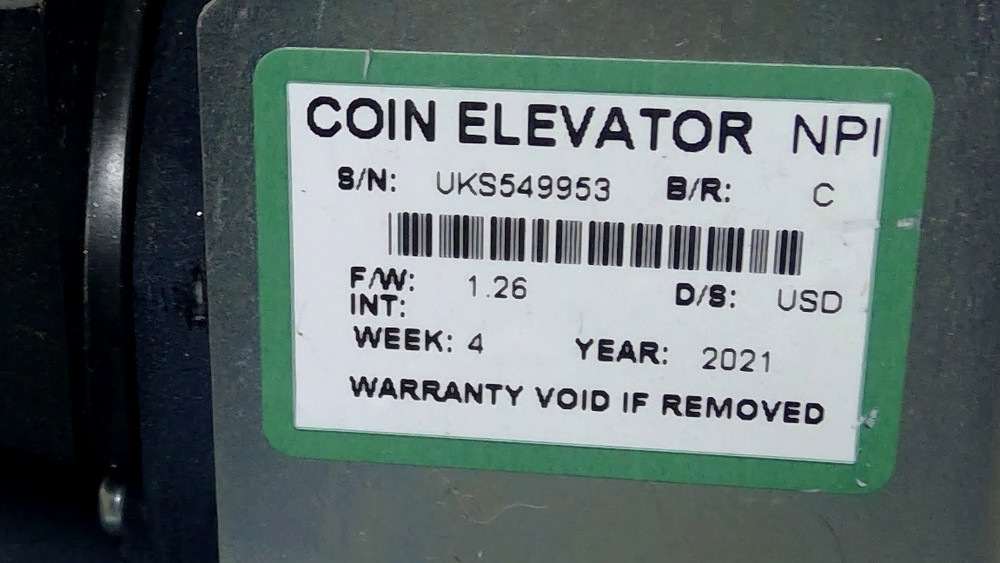 COIN ELEVATOR NPI
S/N: UKS549953 B/R: C
F/W: 1.26 D/S: USD
INT:
WEEK: 4 YEAR: 2021
WARRANTY VOID IF REMOVED